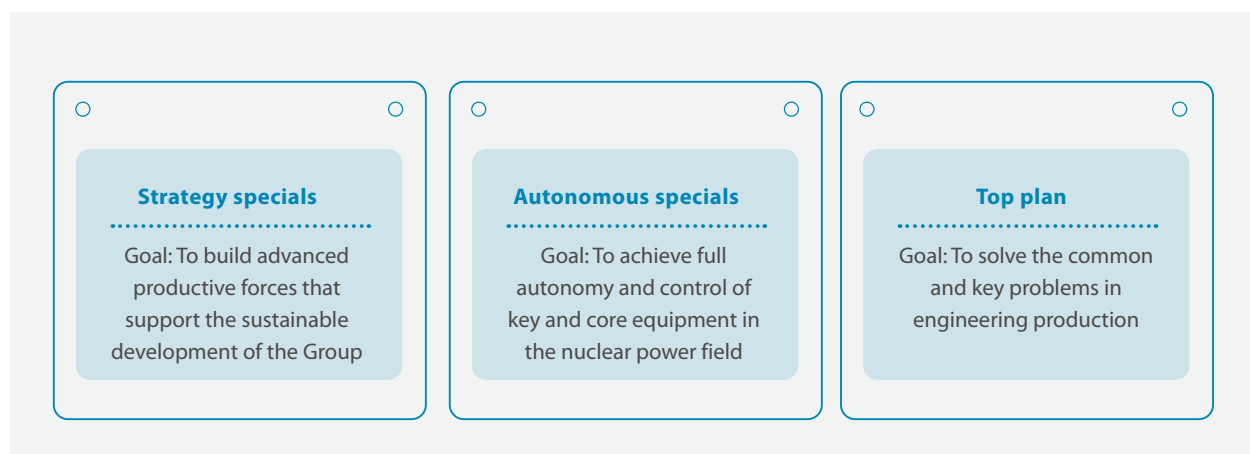 Strategy specials
Goal: To build advanced
productive forces that
support the sustainable
development of the Group
Autonomous specials
Goal: To achieve full
autonomy and control of
key and core equipment in
the nuclear power field
Top plan
Goal: To solve the common
and key problems in
engineering production